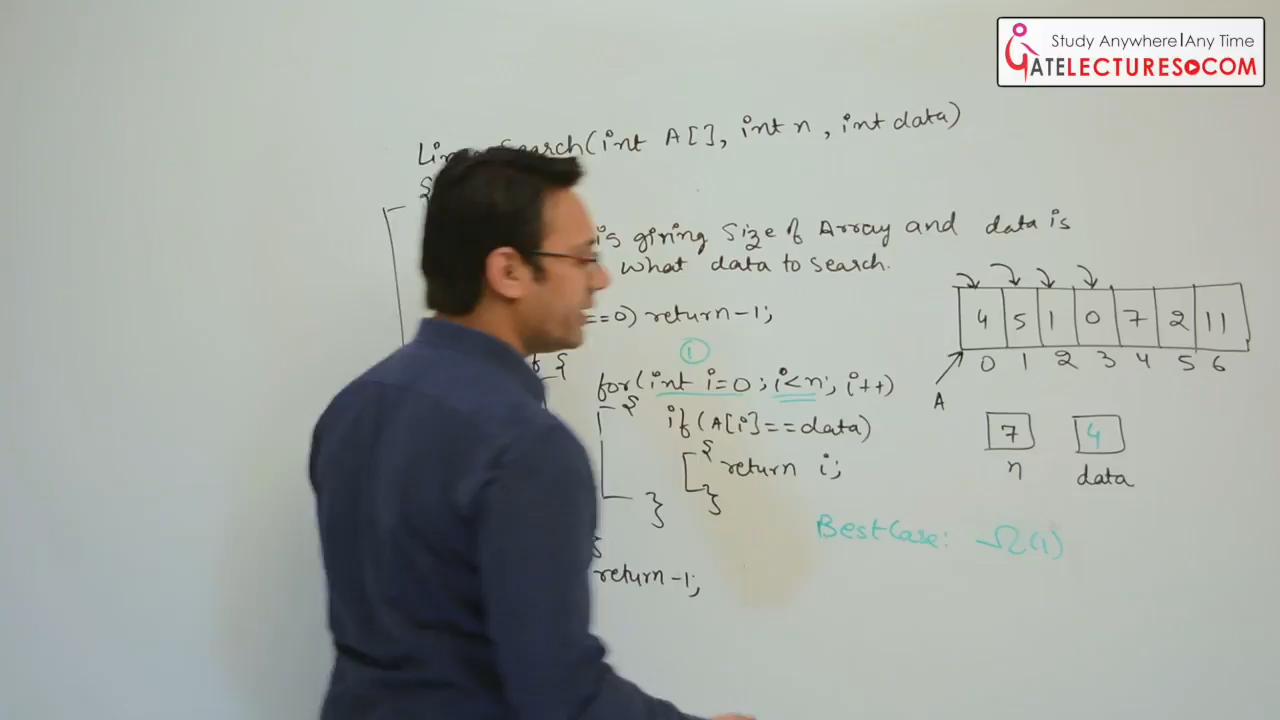 Study Anywhere|Any Time
GATELECTURES.COM
Search(int A[], int n, int data)
{
is giving Size of Array and data is
what data to search.
==0) return -1;
{
①
for(int i=0; i<n; i++)
{
if(A[i]==data)
{
return i;
}
}
return -1;
4 5 1 0 7 2 11
0 1 2 3 4 5 6
A
7 4
n data
BestCase: Ω(1)